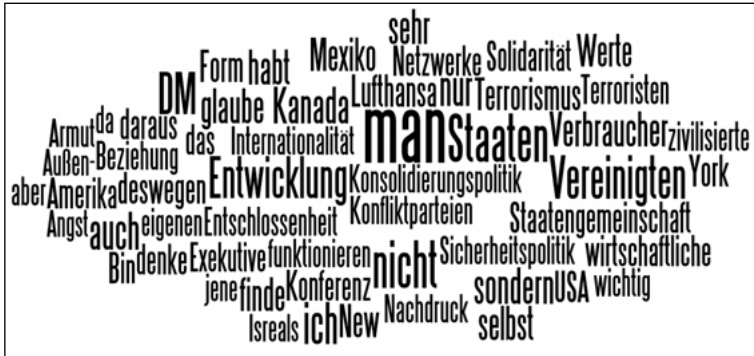 sehr
Form habt Mexiko Netzwerke Solidarität Werte
DM glaube Kanada Lufthansa nur Terrorismus Terroristen
Armut da daraus das Internationalität man Staaten Verbraucher zivilisierte
Außen- Beziehung Entwicklung Konsolidierungspolitik Vereinigten York
aber Amerika deswegen
Angst auch eigenen Entschlossenheit Konfliktparteien Staatengemeinschaft
Bin denke Exekutive funktionieren nicht Sicherheitspolitik wirtschaftliche
jene finde Konferenz sondern USA wichtig
Isreals ich New Nachdruck selbst